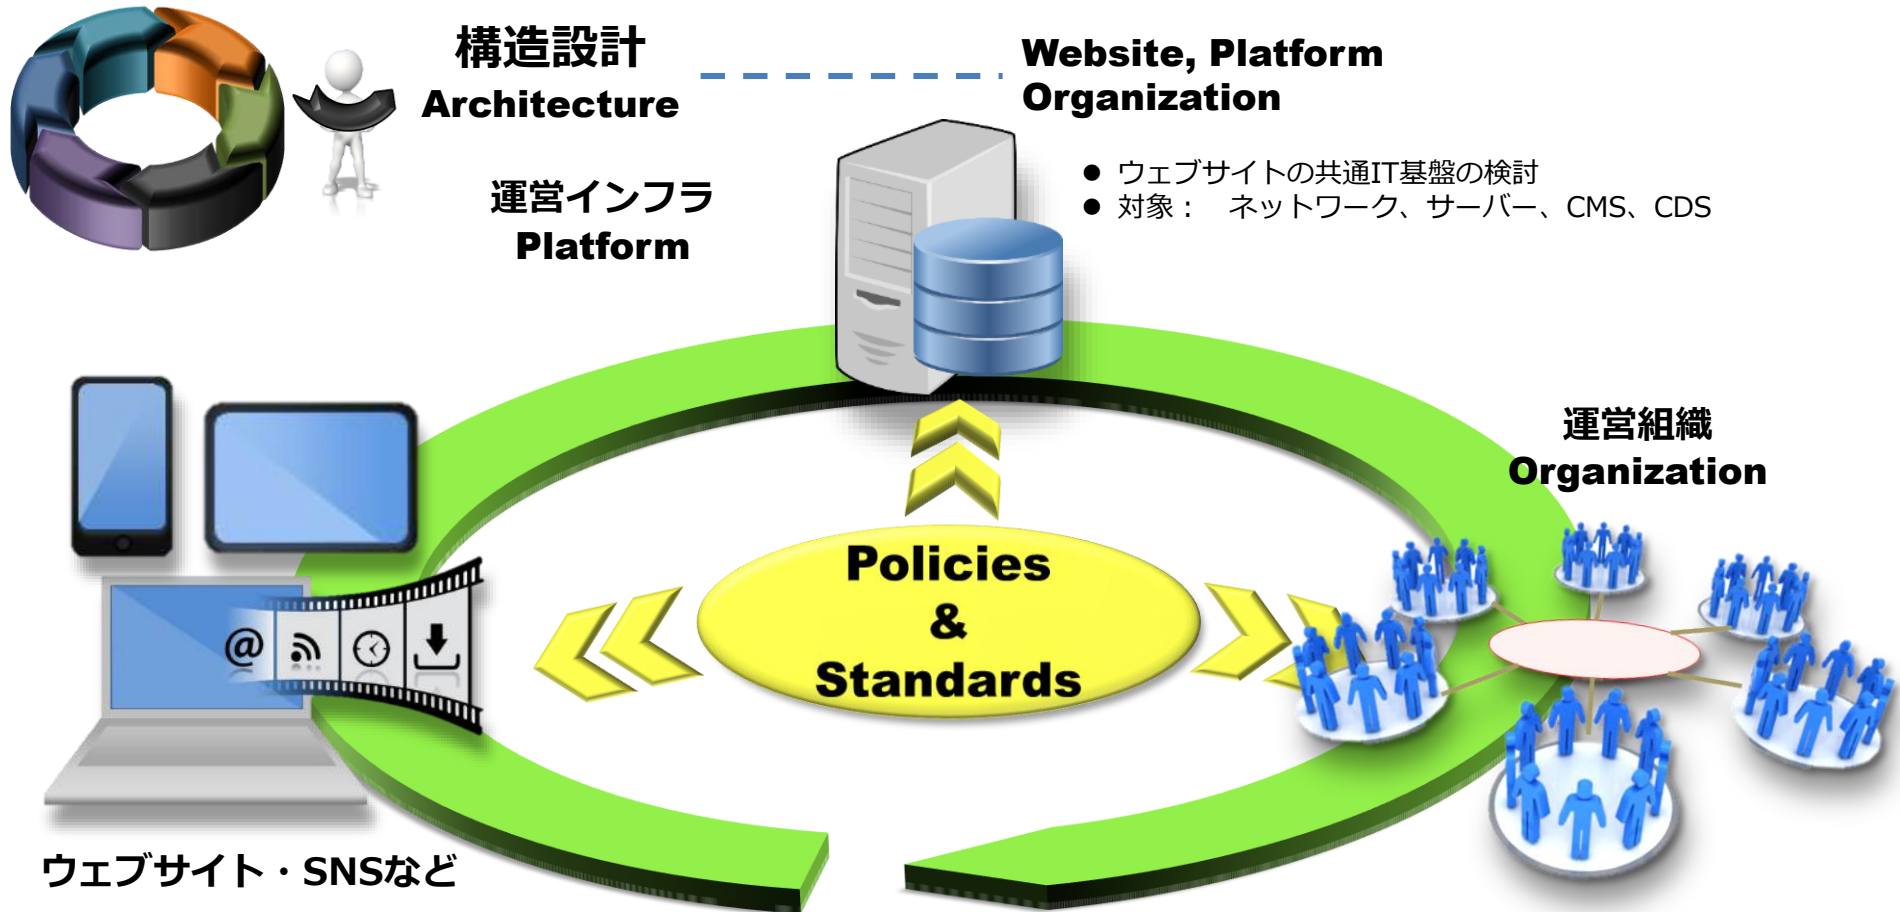 構造設計
Architecture
Website, Platform
Organization
● ウェブサイトの共通IT基盤の検討
● 対象： ネットワーク、サーバー、CMS、CDS
運営インフラ
Platform
運営組織
Organization
Policies
&
Standards
@
ウェブサイト・SNSなど